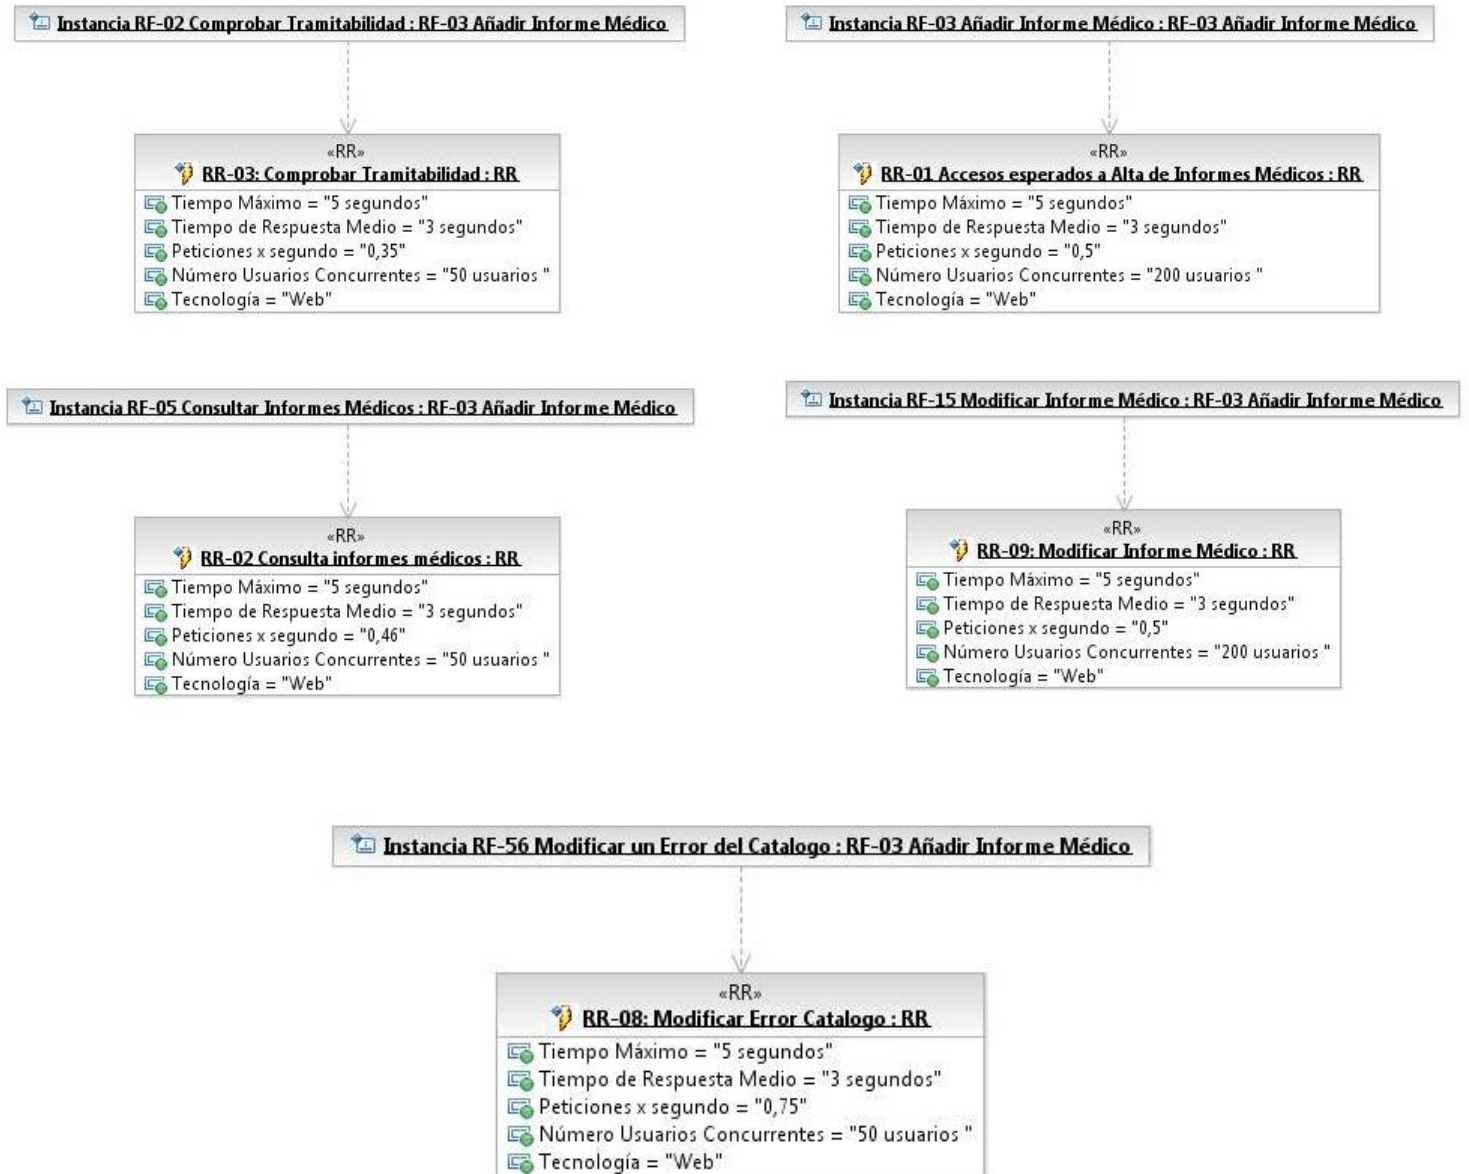 Instancia RF-02 Comprobar Tramitabilidad : RF-03 Añadir Informe Médico
«RR»
RR-03: Comprobar Tramitabilidad : RR
Tiempo Máximo = "5 segundos"
Tiempo de Respuesta Medio = "3 segundos"
Peticiones x segundo = "0,35"
Número Usuarios Concurrentes = "50 usuarios "
Tecnología = "Web"
Instancia RF-03 Añadir Informe Médico : RF-03 Añadir Informe Médico
«RR»
RR-01 Accesos esperados a Alta de Informes Médicos : RR
Tiempo Máximo = "5 segundos"
Tiempo de Respuesta Medio = "3 segundos"
Peticiones x segundo = "0,5"
Número Usuarios Concurrentes = "200 usuarios "
Tecnología = "Web"
Instancia RF-05 Consultar Informes Médicos : RF-03 Añadir Informe Médico
«RR»
RR-02 Consulta informes médicos : RR
Tiempo Máximo = "5 segundos"
Tiempo de Respuesta Medio = "3 segundos"
Peticiones x segundo = "0,46"
Número Usuarios Concurrentes = "50 usuarios "
Tecnología = "Web"
Instancia RF-15 Modificar Informe Médico : RF-03 Añadir Informe Médico
«RR»
RR-09: Modificar Informe Médico : RR
Tiempo Máximo = "5 segundos"
Tiempo de Respuesta Medio = "3 segundos"
Peticiones x segundo = "0,5"
Número Usuarios Concurrentes = "200 usuarios "
Tecnología = "Web"
Instancia RF-56 Modificar un Error del Catalogo : RF-03 Añadir Informe Médico
«RR»
RR-08: Modificar Error Catalogo : RR
Tiempo Máximo = "5 segundos"
Tiempo de Respuesta Medio = "3 segundos"
Peticiones x segundo = "0,75"
Número Usuarios Concurrentes = "50 usuarios "
Tecnología = "Web"